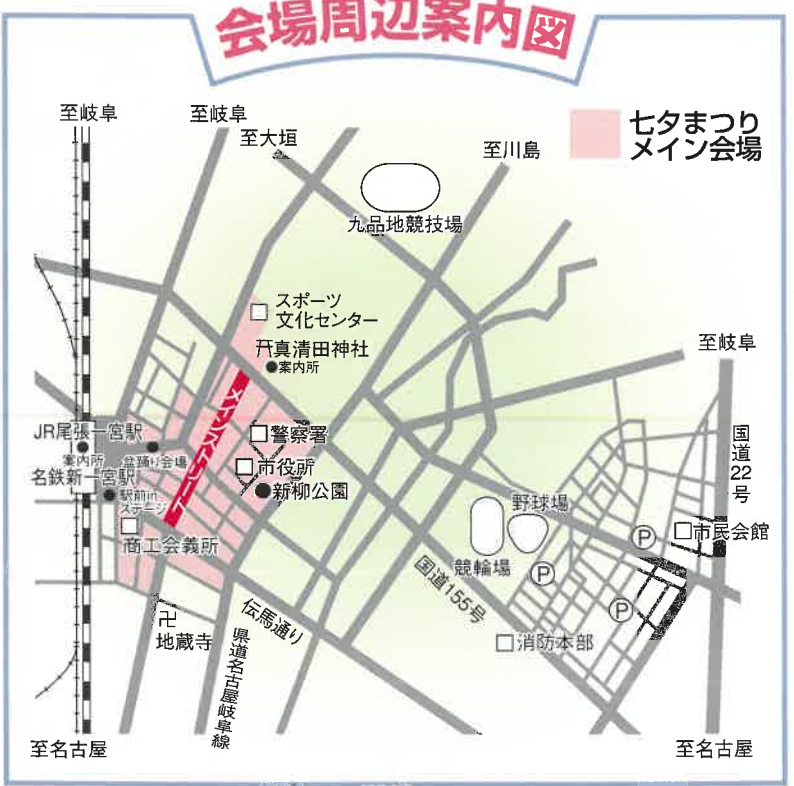 会場周辺案内図
七夕まつり
メイン会場
至岐阜
至岐阜
至大垣
至川島
九品地競技場
スポーツ
文化センター
真清田神社
案内所
至岐阜
メインストリート
JR尾張一宮駅
案内所
盆踊り会場
名鉄新一宮駅
駅前in
ステージ
警察署
市役所
新柳公園
商工会義所
国道22号
野球場
競輪場
P
P
P
市民会館
国道155号
消防本部
卍
地蔵寺
伝馬通り
県道名古屋岐阜線
至名古屋
至名古屋